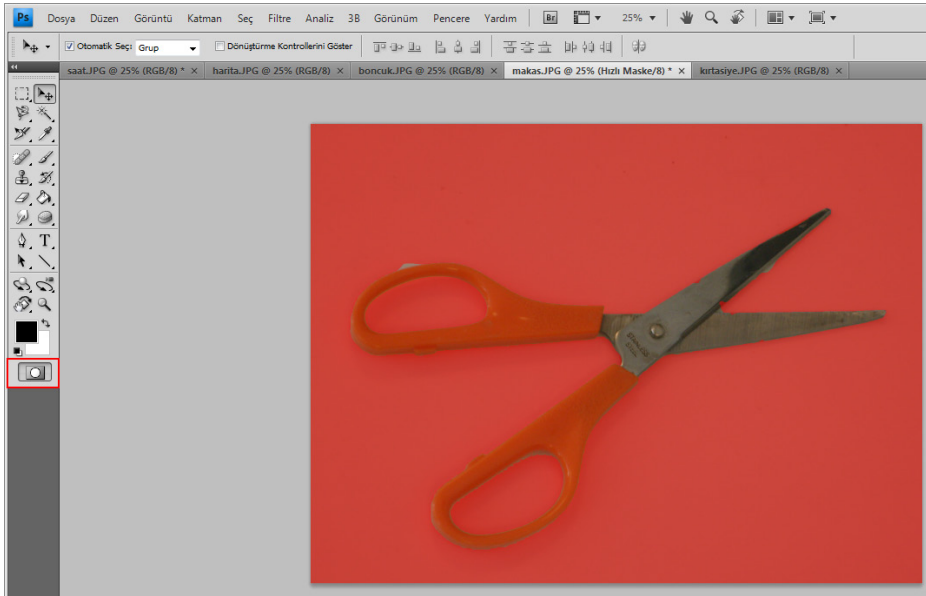 Ps Dosya Düzen Görüntü Katman Seç Filtre Analiz 3B Görünüm Pencere Yardım Br 25%
Otomatik Seç: Grup Dönüştürme Kontrollerini Göster
saat.JPG @ 25% (RGB/8) * × harita.JPG @ 25% (RGB/8) × boncuk.JPG @ 25% (RGB/8) × makas.JPG @ 25% (Hızlı Maske/8) * × kırtasiye.JPG @ 25% (RGB/8) ×
T